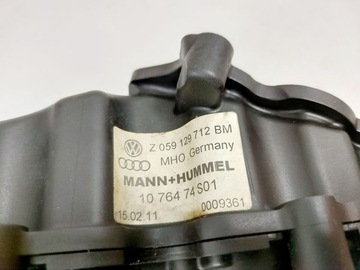 Z 059 129 712 BM
MHO Germany
MANN+HUMMEL
10 764 74S01
15.02.11 0009361